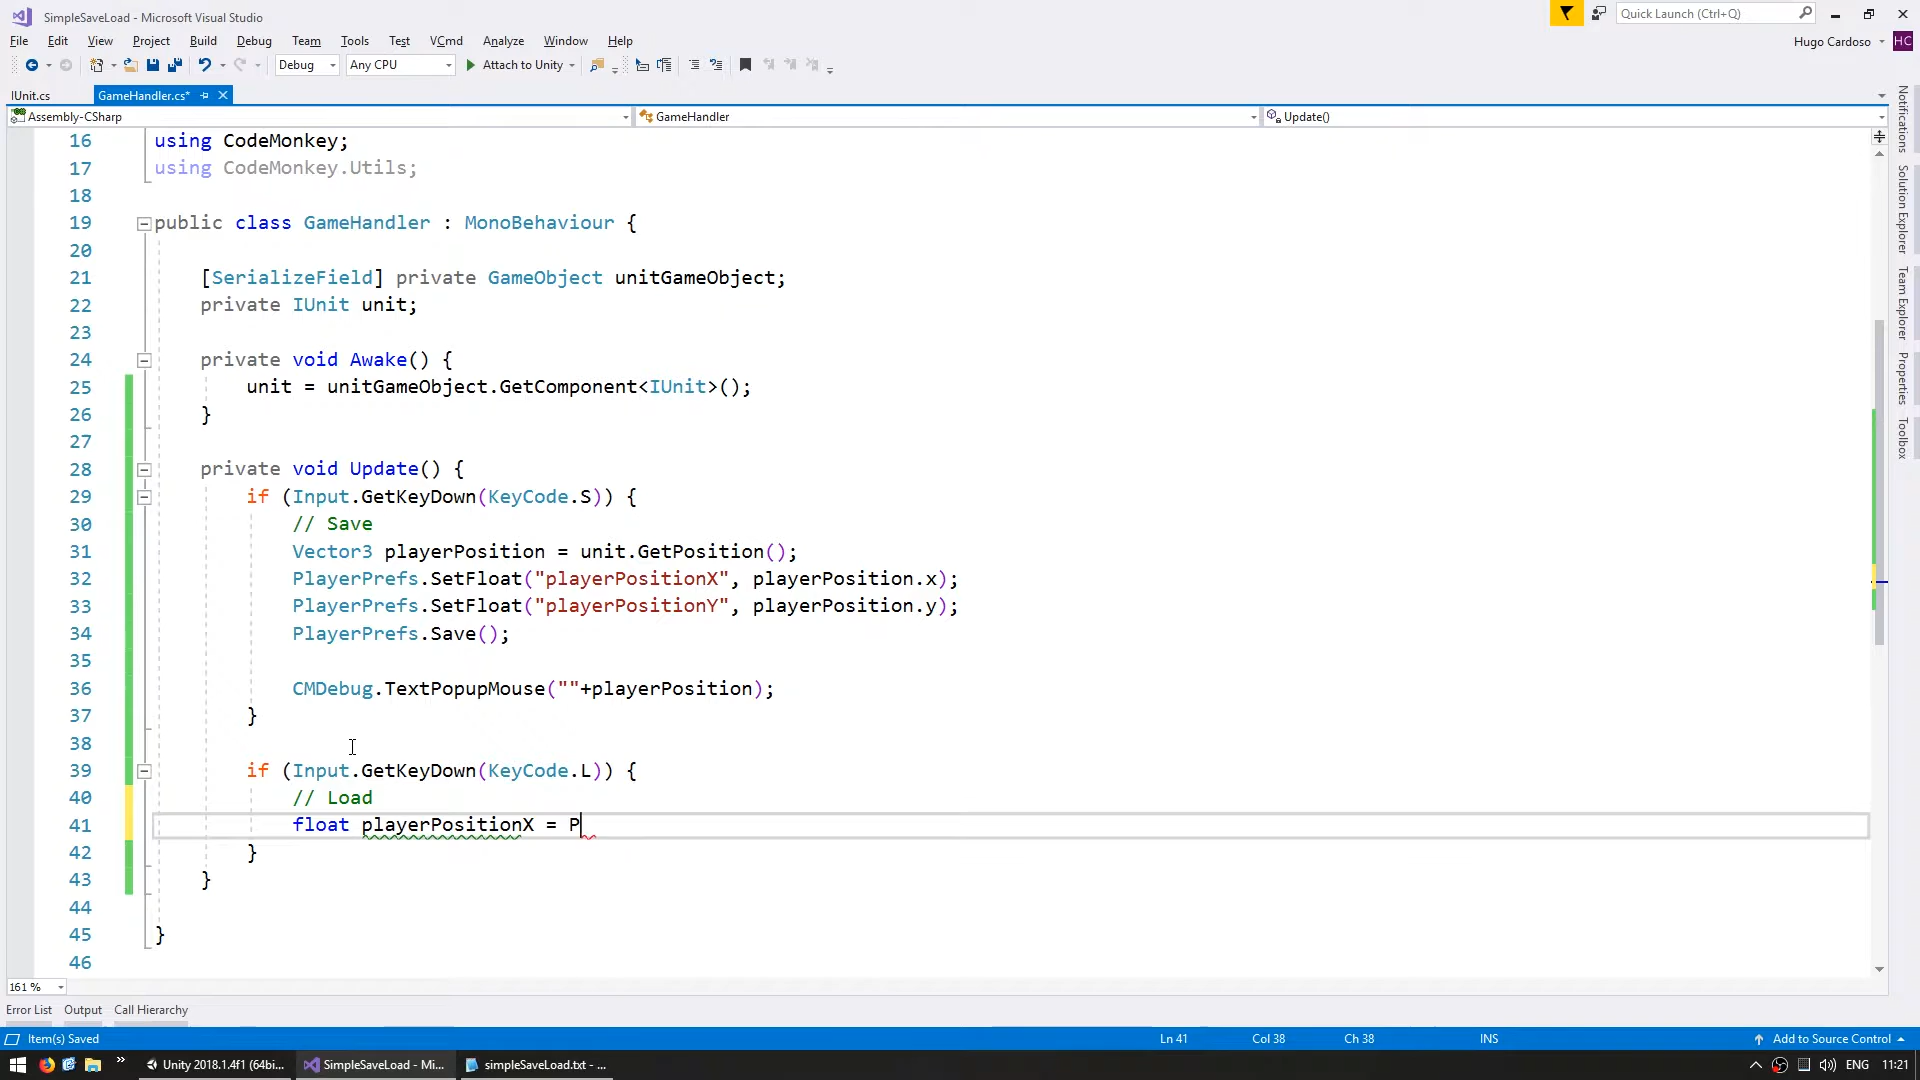 SimpleSaveLoad - Microsoft Visual Studio
Quick Launch (Ctrl+Q)
File Edit View Project Build Debug Team Tools Test VCmd Analyze Window Help
Hugo Cardoso HC
Debug Any CPU Attach to Unity
IUnit.cs GameHandler.cs*
Assembly-CSharp GameHandler Update()
16 using CodeMonkey;
17 using CodeMonkey.Utils;
18
19 public class GameHandler : MonoBehaviour {
20
21 [SerializeField] private GameObject unitGameObject;
22 private IUnit unit;
23
24 private void Awake() {
25 unit = unitGameObject.GetComponent<IUnit>();
26 }
27
28 private void Update() {
29 if (Input.GetKeyDown(KeyCode.S)) {
30 // Save
31 Vector3 playerPosition = unit.GetPosition();
32 PlayerPrefs.SetFloat("playerPositionX", playerPosition.x);
33 PlayerPrefs.SetFloat("playerPositionY", playerPosition.y);
34 PlayerPrefs.Save();
35
36 CMDebug.TextPopupMouse(""+playerPosition);
37 }
38
39 if (Input.GetKeyDown(KeyCode.L)) {
40 // Load
41 float playerPositionX = P
42 }
43 }
44
45 }
46
Notifications
Solution Explorer
Team Explorer
Properties
Toolbox
161 %
Error List Output Call Hierarchy
Item(s) Saved Ln 41 Col 38 Ch 38 INS Add to Source Control
Unity 2018.1.4f1 (64bi... SimpleSaveLoad - Mi... simpleSaveLoad.txt - ... ENG 11:21